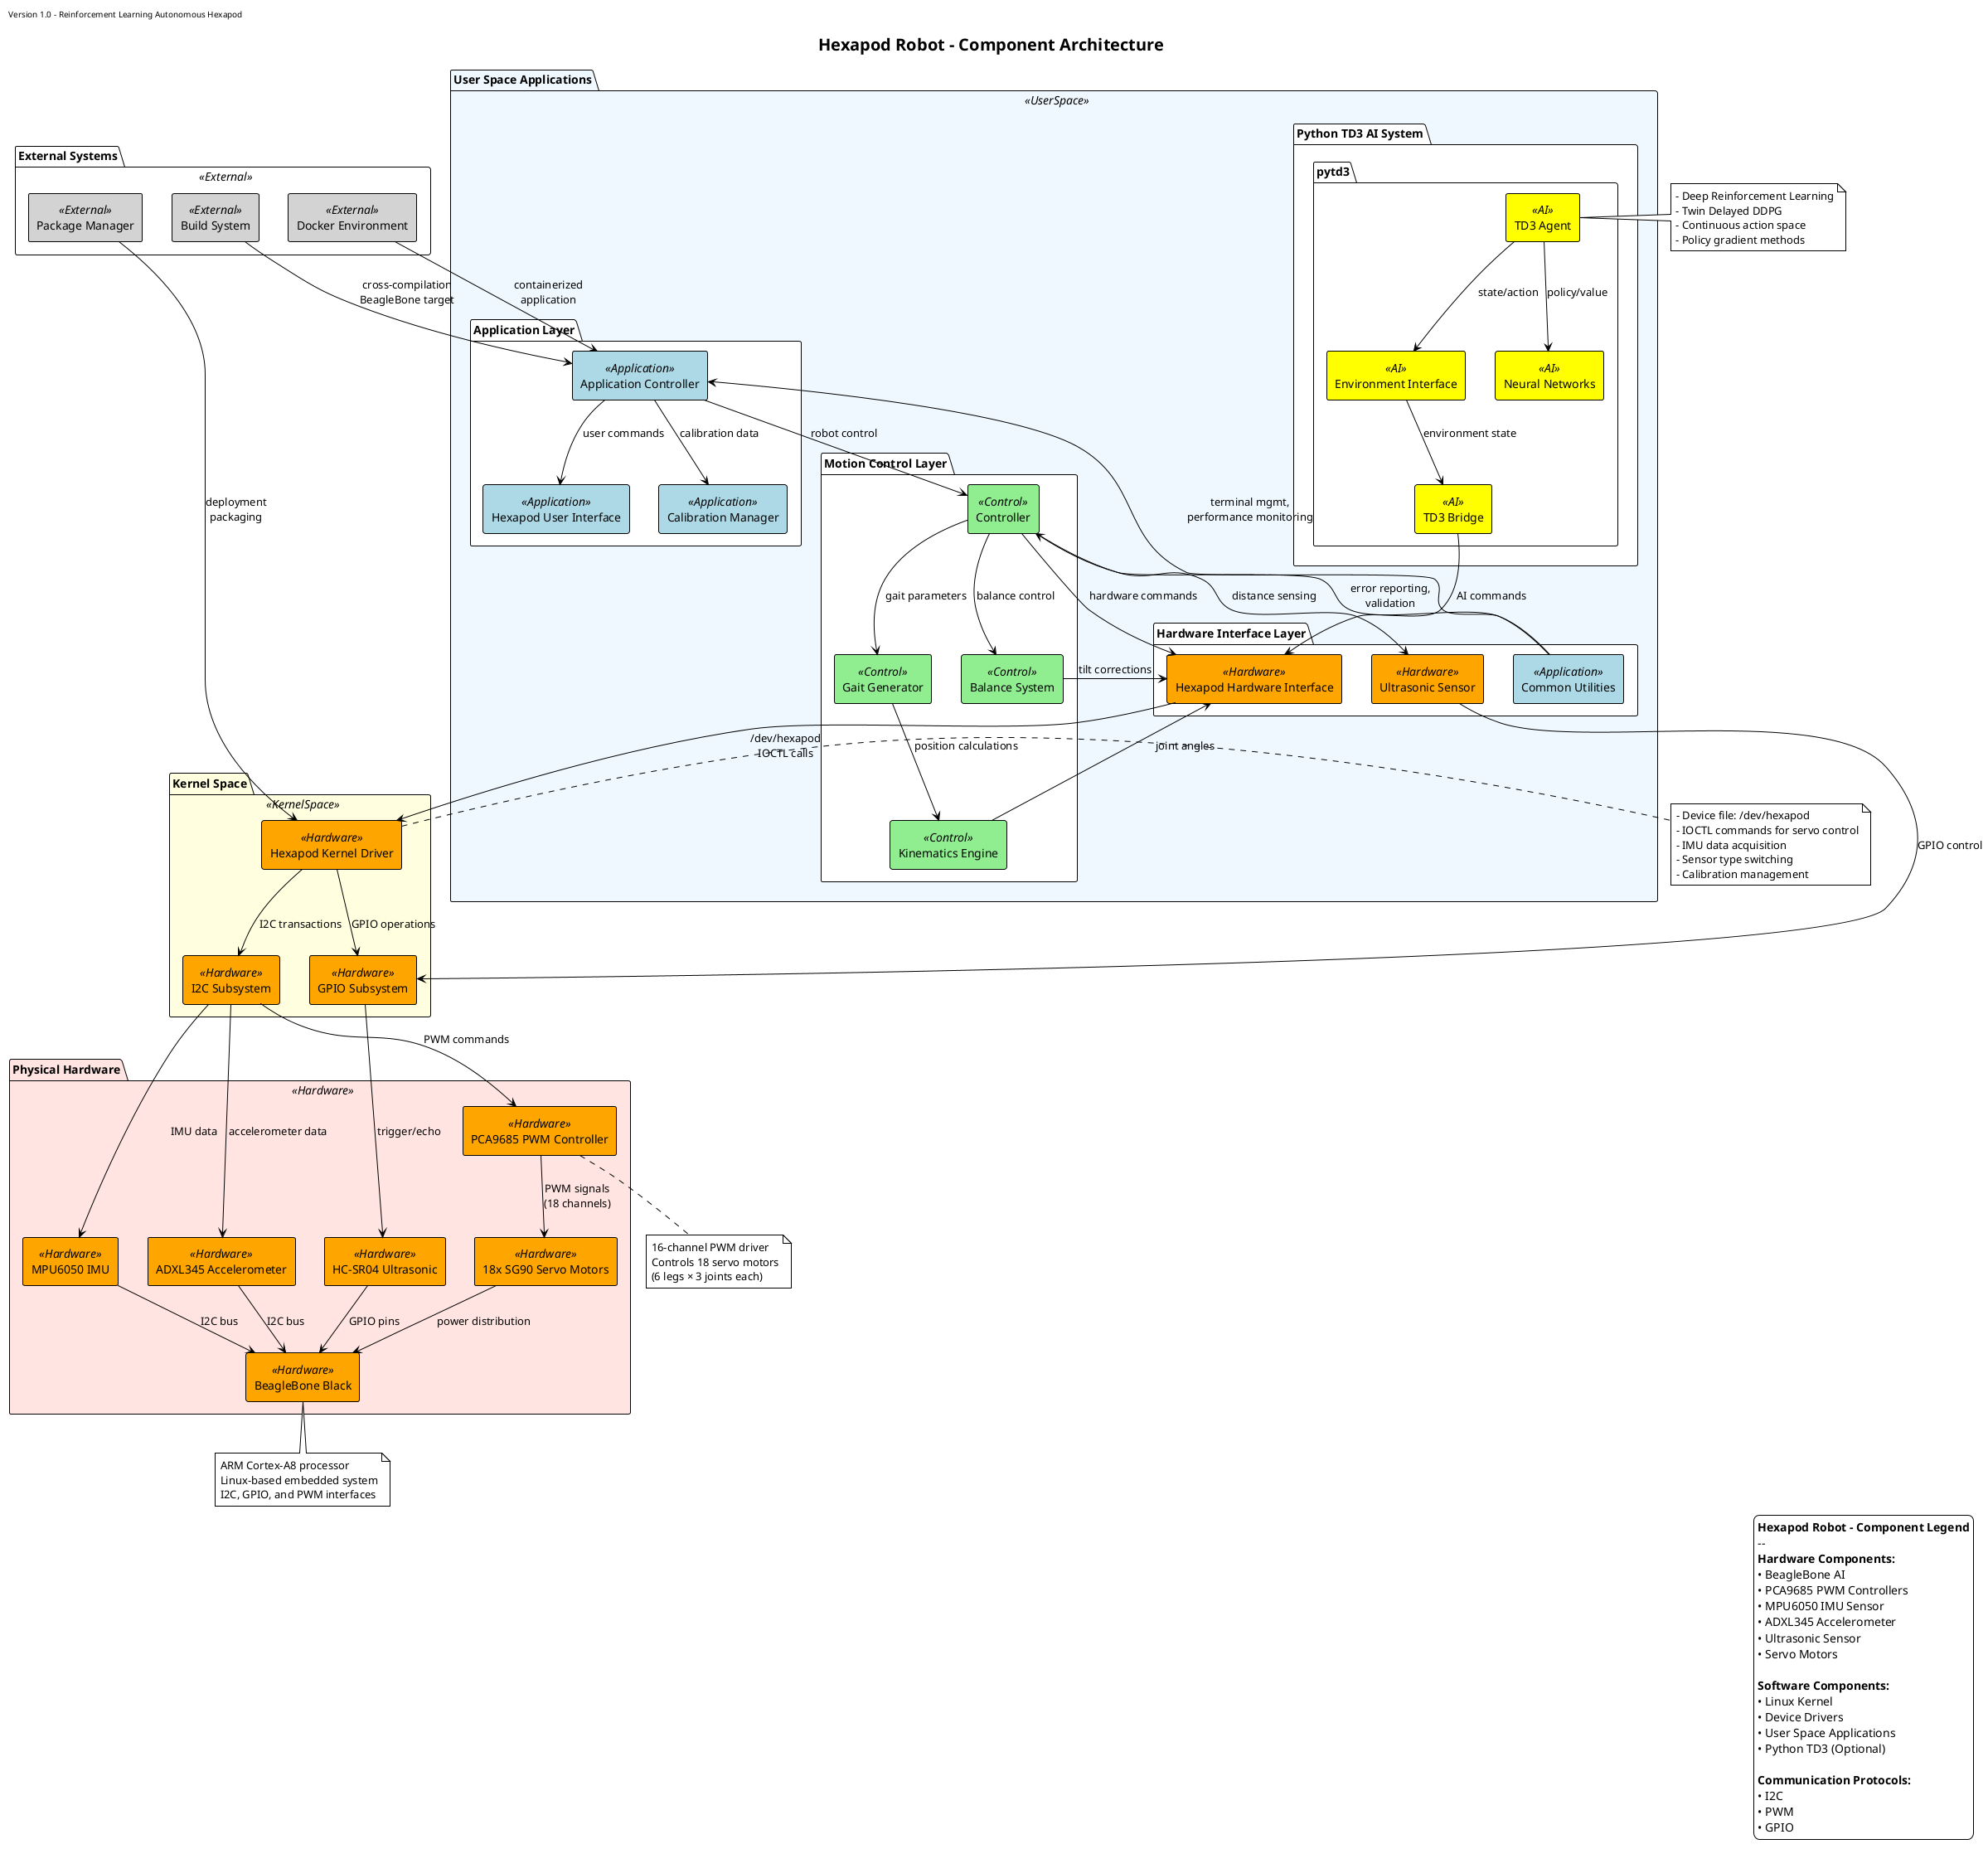 Version 1.0 - Reinforcement Learning Autonomous Hexapod
Hexapod Robot - Component Architecture
User Space Applications
«UserSpace»
External Systems
«External»
«External»
Package Manager
«External»
Build System
«External»
Docker Environment
Python TD3 AI System
pytd3
«AI»
TD3 Agent
- Deep Reinforcement Learning
- Twin Delayed DDPG
- Continuous action space
- Policy gradient methods
cross-compilation
BeagleBone target
containerized
application
state/action
policy/value
Application Layer
«Application»
Application Controller
«AI»
Environment Interface
«AI»
Neural Networks
user commands
calibration data
robot control
environment state
Motion Control Layer
«Application»
Hexapod User Interface
«Application»
Calibration Manager
«Control»
Controller
deployment
packaging
terminal mgmt,
performance monitoring
«AI»
TD3 Bridge
gait parameters
balance control
hardware commands
distance sensing
error reporting,
validation
AI commands
Hardware Interface Layer
«Control»
Gait Generator
«Control»
Balance System
tilt corrections
«Hardware»
Hexapod Hardware Interface
«Hardware»
Ultrasonic Sensor
«Application»
Common Utilities
/dev/hexapod
IOCTL calls
position calculations
joint angles
Kernel Space
«KernelSpace»
«Hardware»
Hexapod Kernel Driver
«Control»
Kinematics Engine
- Device file: /dev/hexapod
- IOCTL commands for servo control
- IMU data acquisition
- Sensor type switching
- Calibration management
GPIO control
I2C transactions
GPIO operations
«Hardware»
I2C Subsystem
«Hardware»
GPIO Subsystem
PWM commands
Physical Hardware
«Hardware»
«Hardware»
PCA9685 PWM Controller
IMU data
accelerometer data
trigger/echo
PWM signals
(18 channels)
«Hardware»
MPU6050 IMU
«Hardware»
ADXL345 Accelerometer
«Hardware»
HC-SR04 Ultrasonic
«Hardware»
18x SG90 Servo Motors
16-channel PWM driver
Controls 18 servo motors
(6 legs × 3 joints each)
I2C bus
I2C bus
GPIO pins
power distribution
«Hardware»
BeagleBone Black
ARM Cortex-A8 processor
Linux-based embedded system
I2C, GPIO, and PWM interfaces
Hexapod Robot - Component Legend
--
Hardware Components:
• BeagleBone AI
• PCA9685 PWM Controllers
• MPU6050 IMU Sensor
• ADXL345 Accelerometer
• Ultrasonic Sensor
• Servo Motors
Software Components:
• Linux Kernel
• Device Drivers
• User Space Applications
• Python TD3 (Optional)
Communication Protocols:
• I2C
• PWM
• GPIO